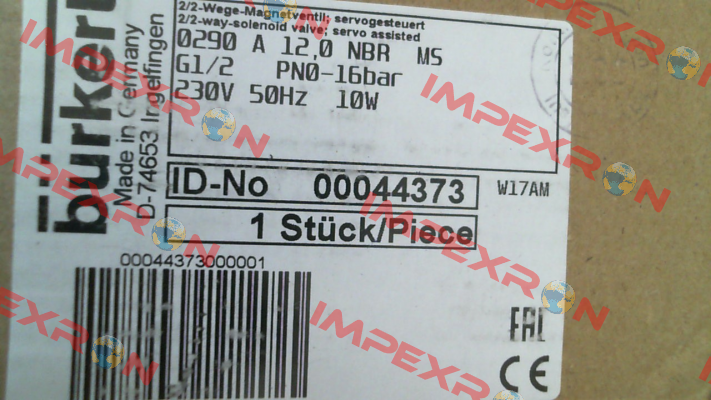 2/2-Wege-Magnetventil; servogesteuert
2/2-way-solenoid valve; servo assisted
0290 A 12,0 NBR MS
G1/2 PN0-16bar
230V 50Hz 10W
bürkert
Made in Germany
D-74653 Ingelfingen
ID-No 00044373
W17AM
1 Stück/Piece
00044373000001
EAC
CE
IMPEXRON
IMPEXRON
IMPEXRON
IMPEXRON
IMPEXRON